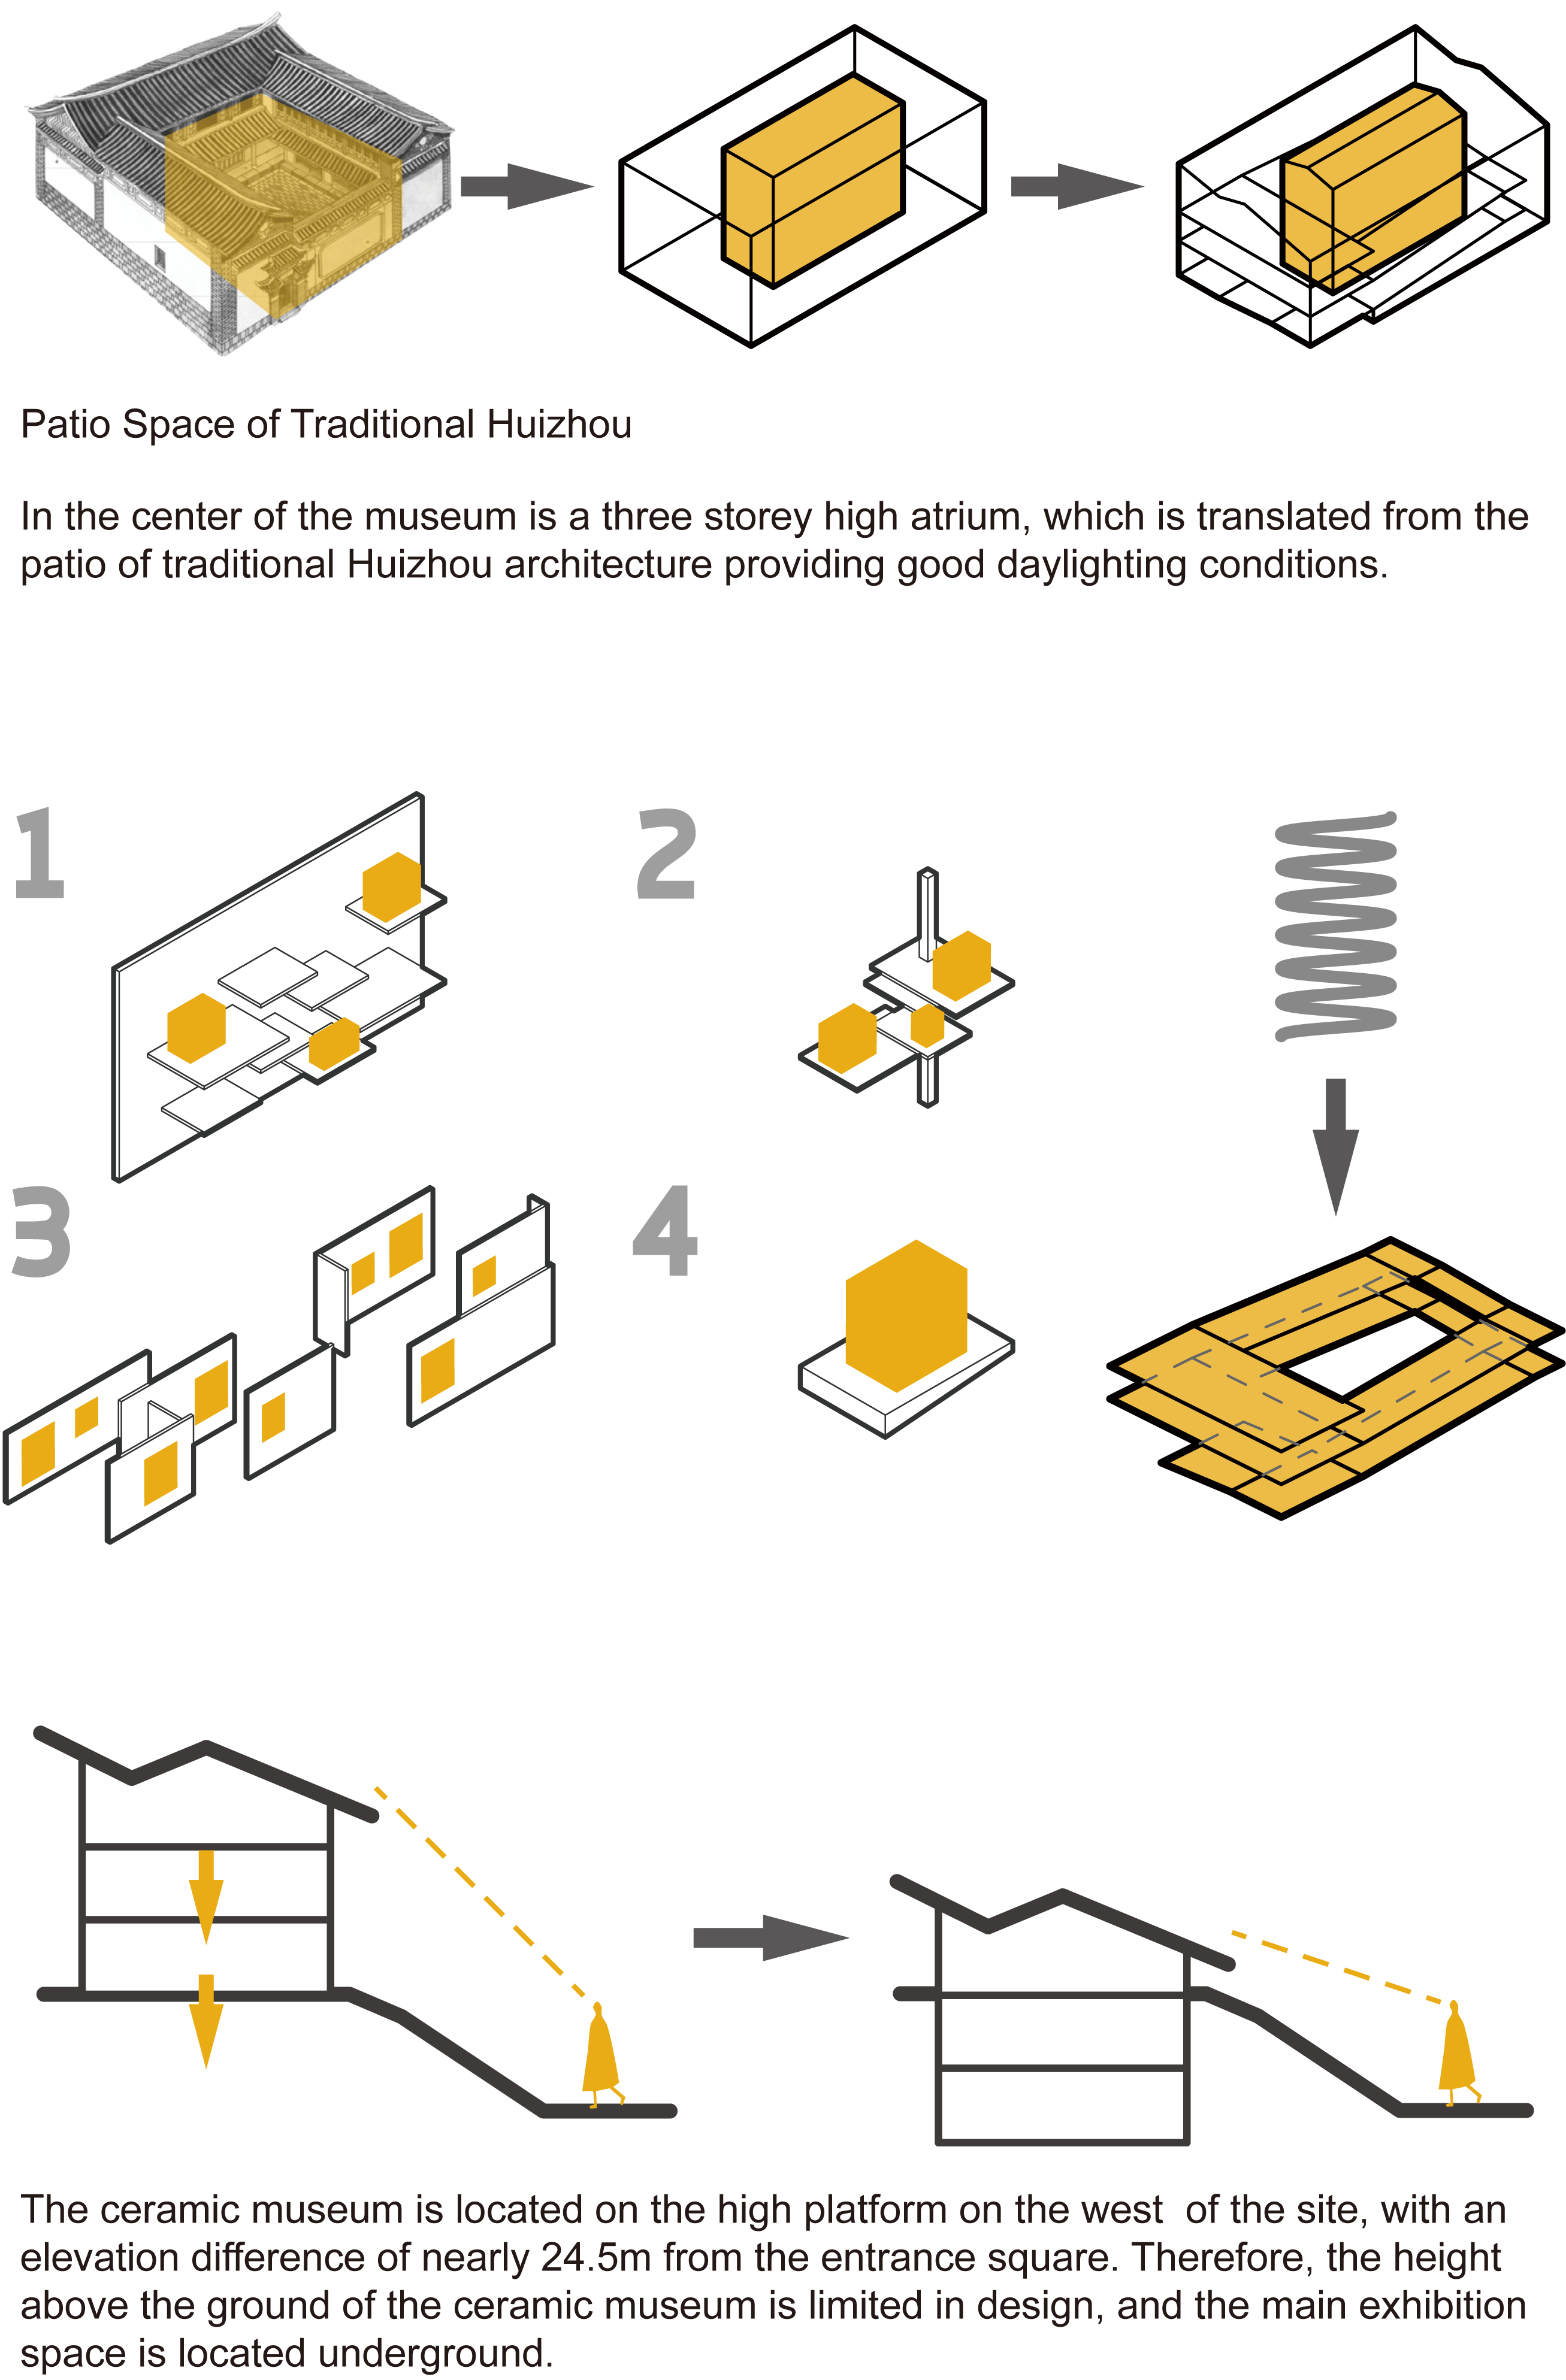 Patio Space of Traditional Huizhou
In the center of the museum is a three storey high atrium, which is translated from the
patio of traditional Huizhou architecture providing good daylighting conditions.
1
2
3
4
The ceramic museum is located on the high platform on the west  of the site, with an
elevation difference of nearly 24.5m from the entrance square. Therefore, the height
above the ground of the ceramic museum is limited in design, and the main exhibition
space is located underground.